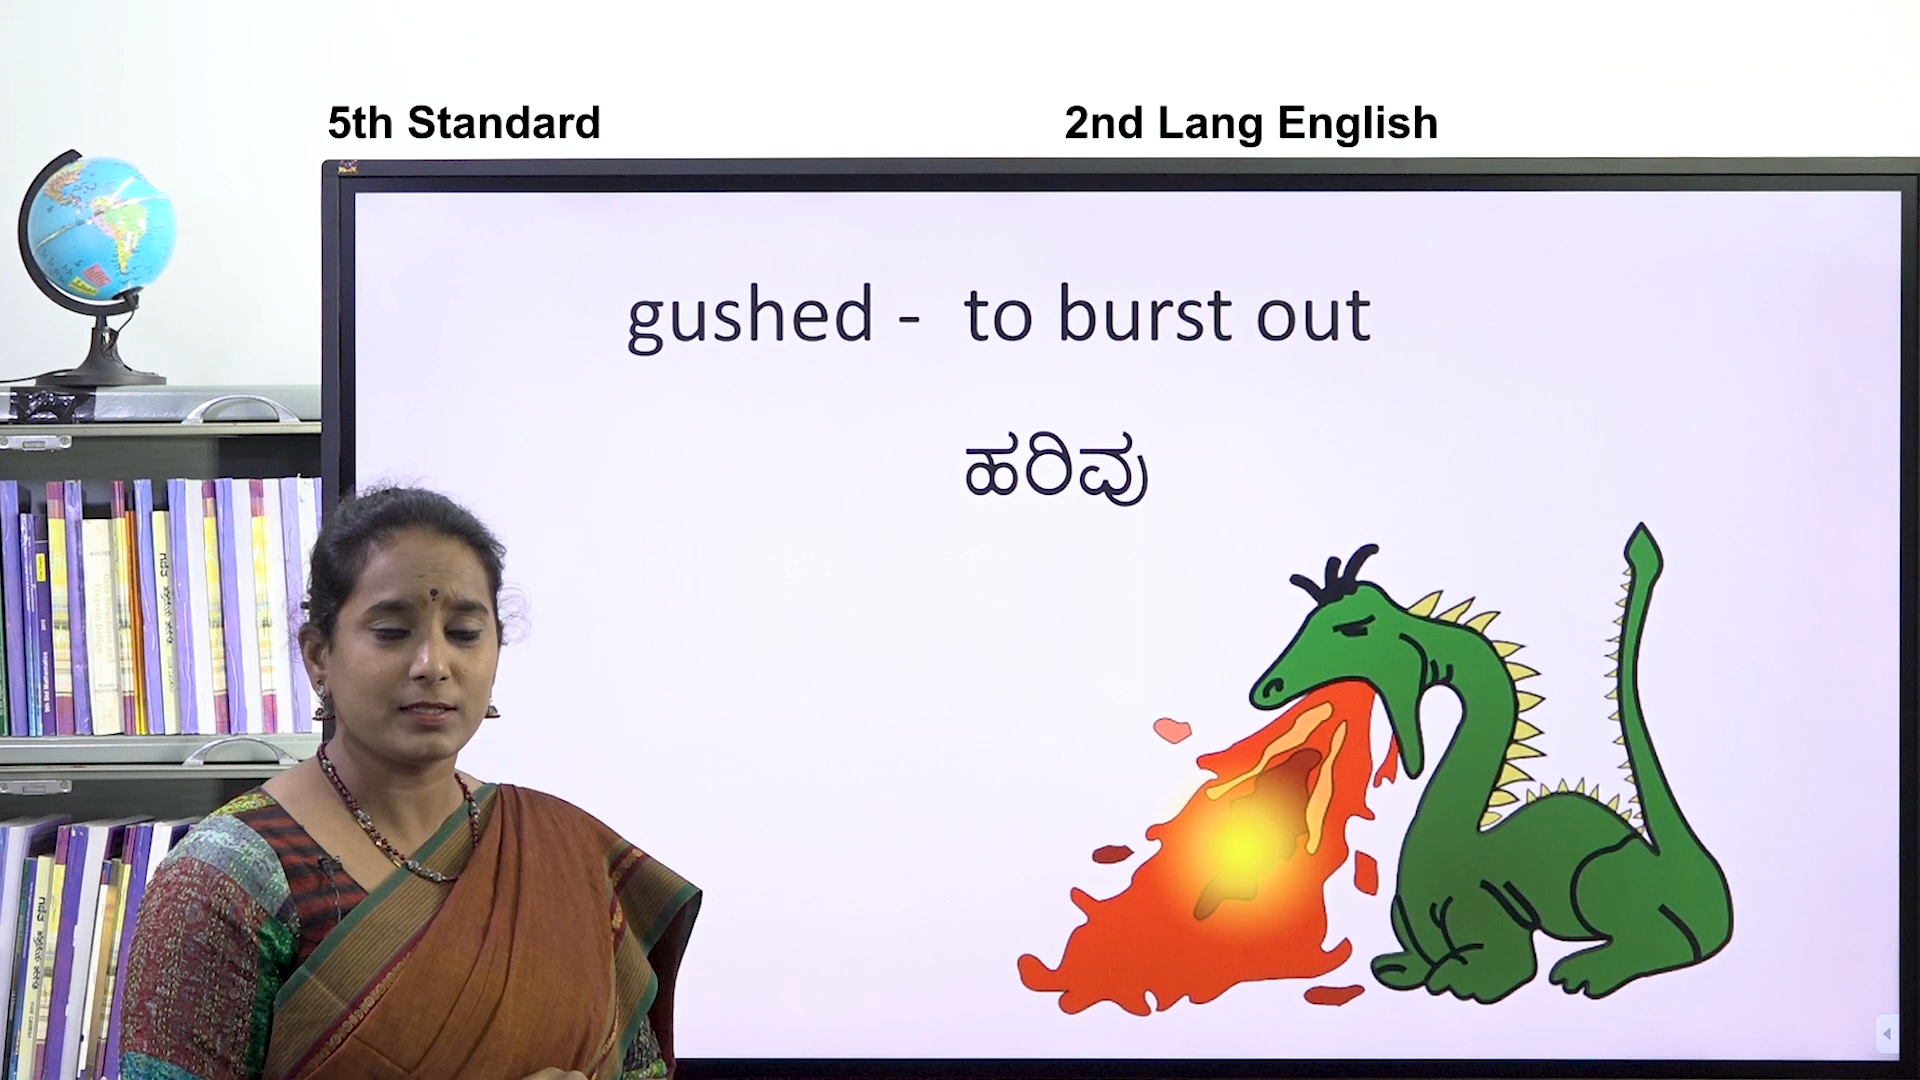 5th Standard
2nd Lang English
gushed - to burst out
ಹರಿವು